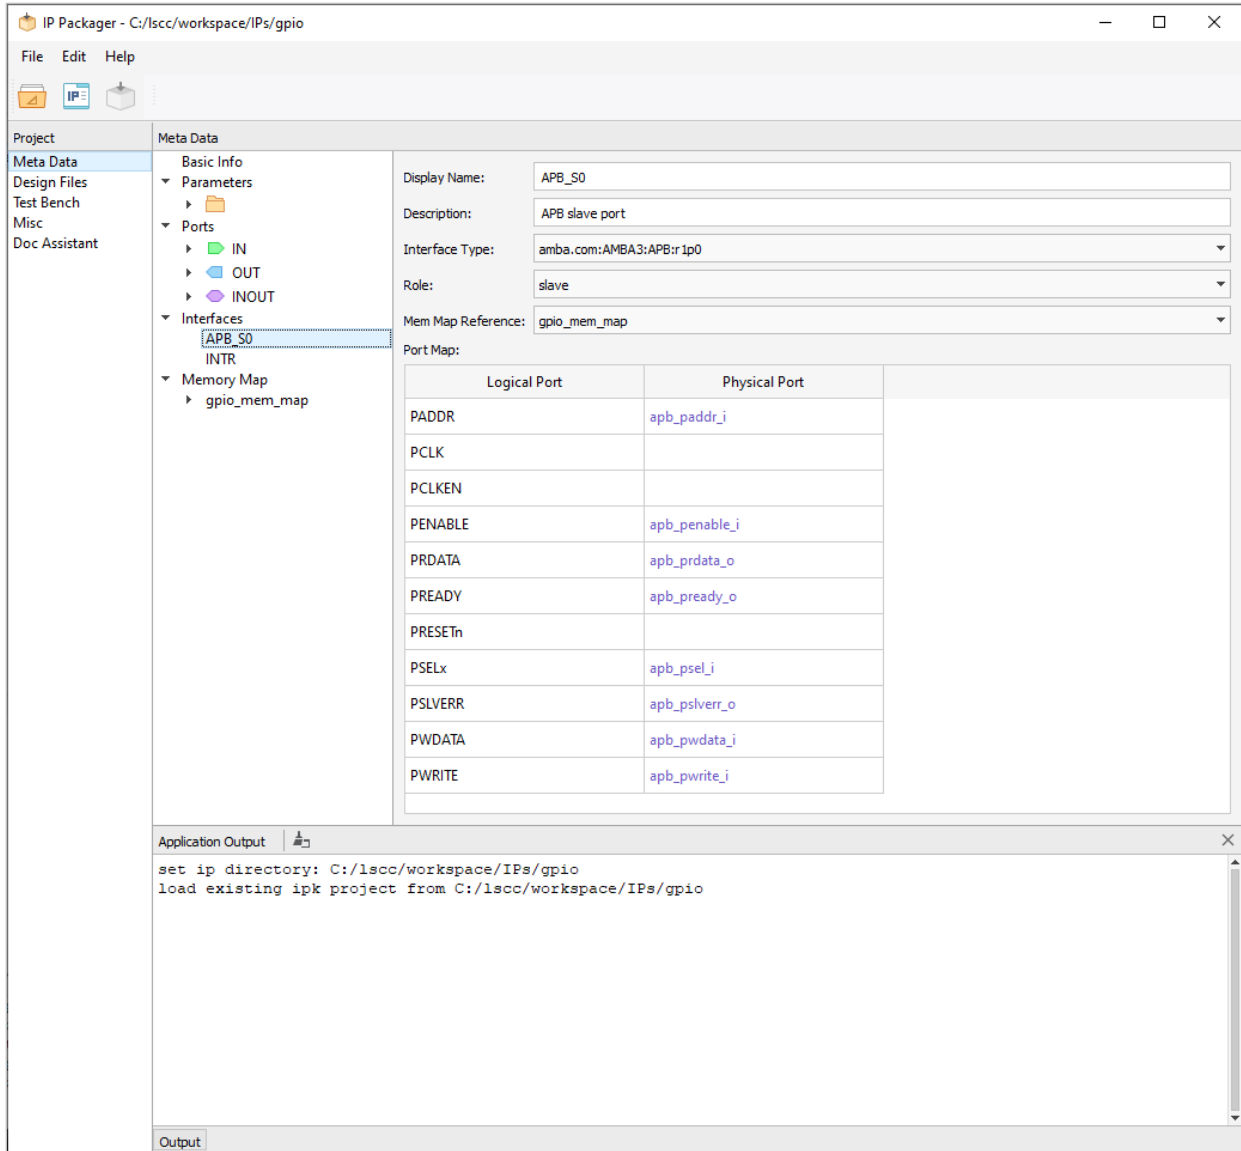 IP Packager - C:/lscc/workspace/IPs/gpio
File Edit Help
IP
Project
Meta Data
Design Files
Test Bench
Misc
Doc Assistant
Meta Data
Basic Info
Parameters
Ports
IN
OUT
INOUT
Interfaces
APB_S0
INTR
Memory Map
gpio_mem_map
Display Name: APB_S0
Description: APB slave port
Interface Type: amba.com:AMBA3:APB:r1p0
Role: slave
Mem Map Reference: gpio_mem_map
Port Map:
Logical Port Physical Port
PADDR apb_paddr_i
PCLK
PCLKEN
PENABLE apb_penable_i
PRDATA apb_prdata_o
PREADY apb_pready_o
PRESETn
PSELx apb_psel_i
PSLVERR apb_pslverr_o
PWDATA apb_pwdata_i
PWRITE apb_pwrite_i
Application Output
set ip directory: C:/lscc/workspace/IPs/gpio
load existing ipk project from C:/lscc/workspace/IPs/gpio
Output